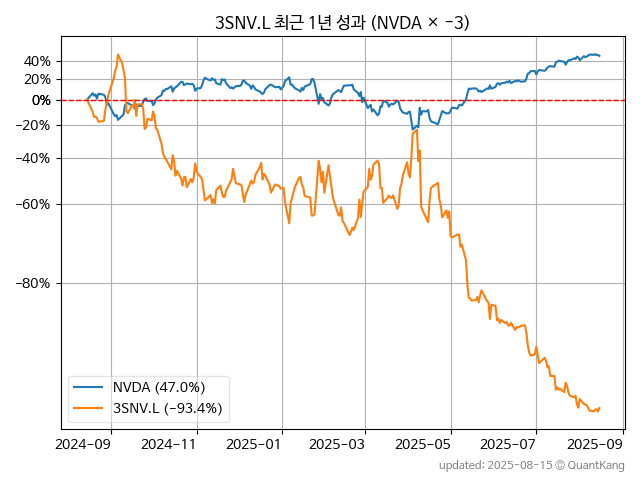 3SNV.L 최근 1년 성과 (NVDA × −3)
40%
20%
0%
−20%
−40%
−60%
−80%
NVDA (47.0%)
3SNV.L (−93.4%)
2024−09 2024−11 2025−01 2025−03 2025−05 2025−07 2025−09
updated: 2025−08−15 © QuantKang